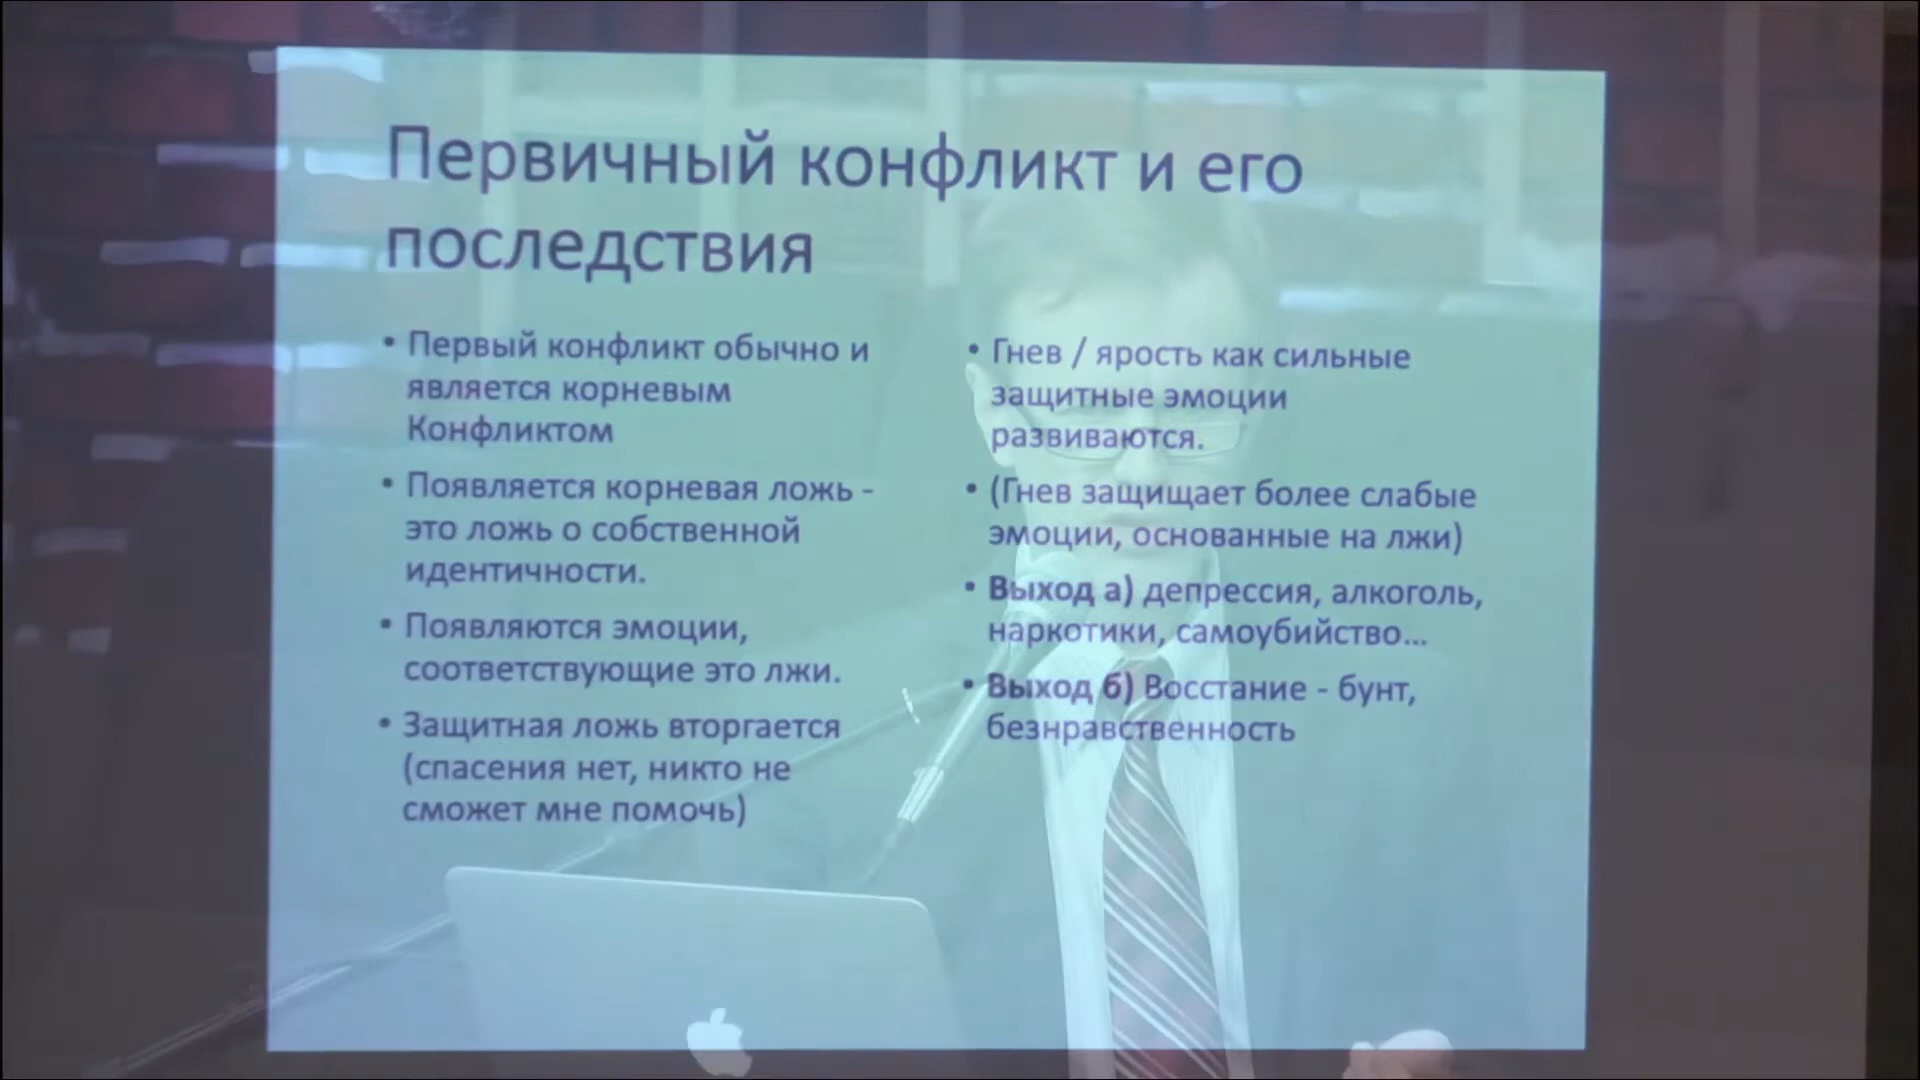 Первичный конфликт и его
последствия
• Первый конфликт обычно и
является корневым
Конфликтом
• Появляется корневая ложь -
это ложь о собственной
идентичности.
• Появляются эмоции,
соответствующие это лжи.
• Защитная ложь вторгается
(спасения нет, никто не
сможет мне помочь)
• Гнев / ярость как сильные
защитные эмоции
развиваются.
• (Гнев защищает более слабые
эмоции, основанные на лжи)
• Выход а) депрессия, алкоголь,
наркотики, самоубийство...
• Выход б) Восстание - бунт,
безнравственность